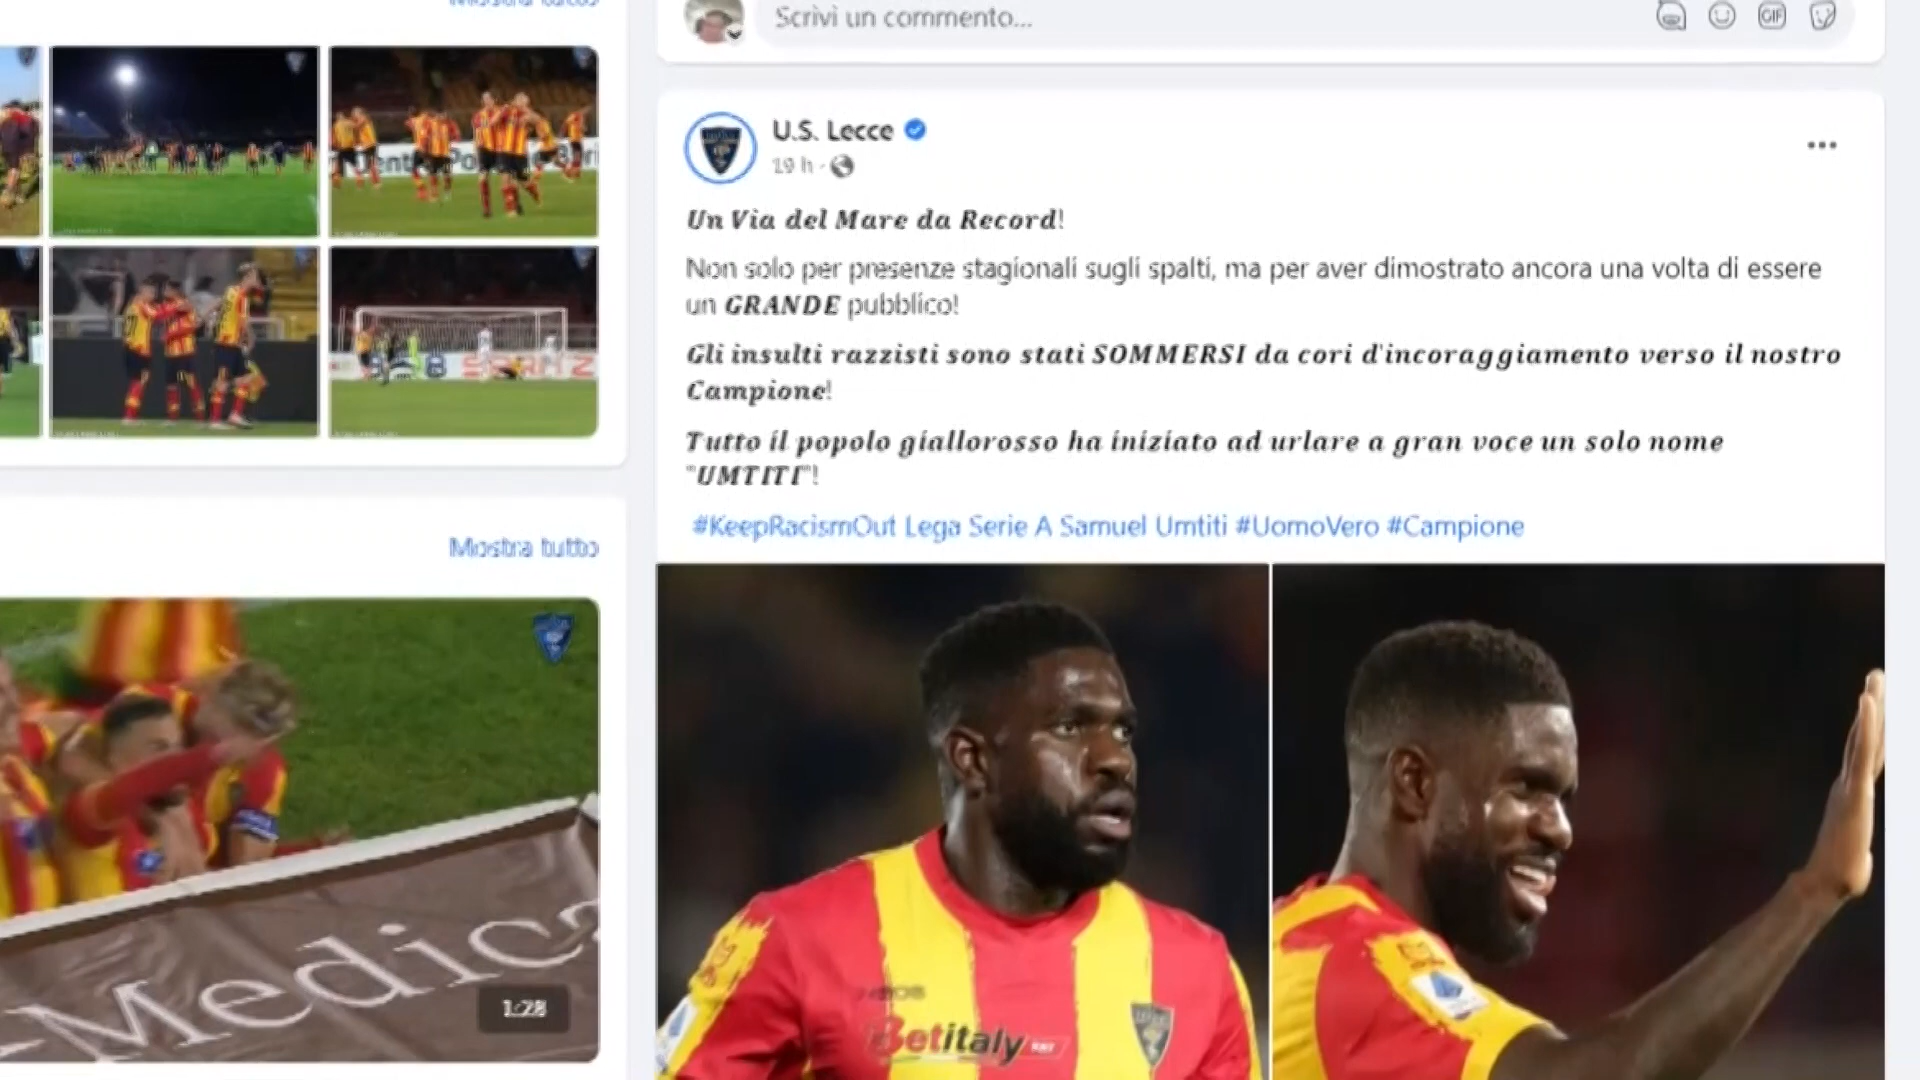 Scrivi un commento...
GIF
U.S. Lecce
19 h ·
Un Via del Mare da Record!
Non solo per presenze stagionali sugli spalti, ma per aver dimostrato ancora una volta di essere
un GRANDE pubblico!
Gli insulti razzisti sono stati SOMMERSI da cori d'incoraggiamento verso il nostro
Campione!
Tutto il popolo giallorosso ha iniziato ad urlare a gran voce un solo nome
"UMTITI"!
#KeepRacismOut Lega Serie A Samuel Umtiti #UomoVero #Campione
Mostra tutto
1:28
Betitaly